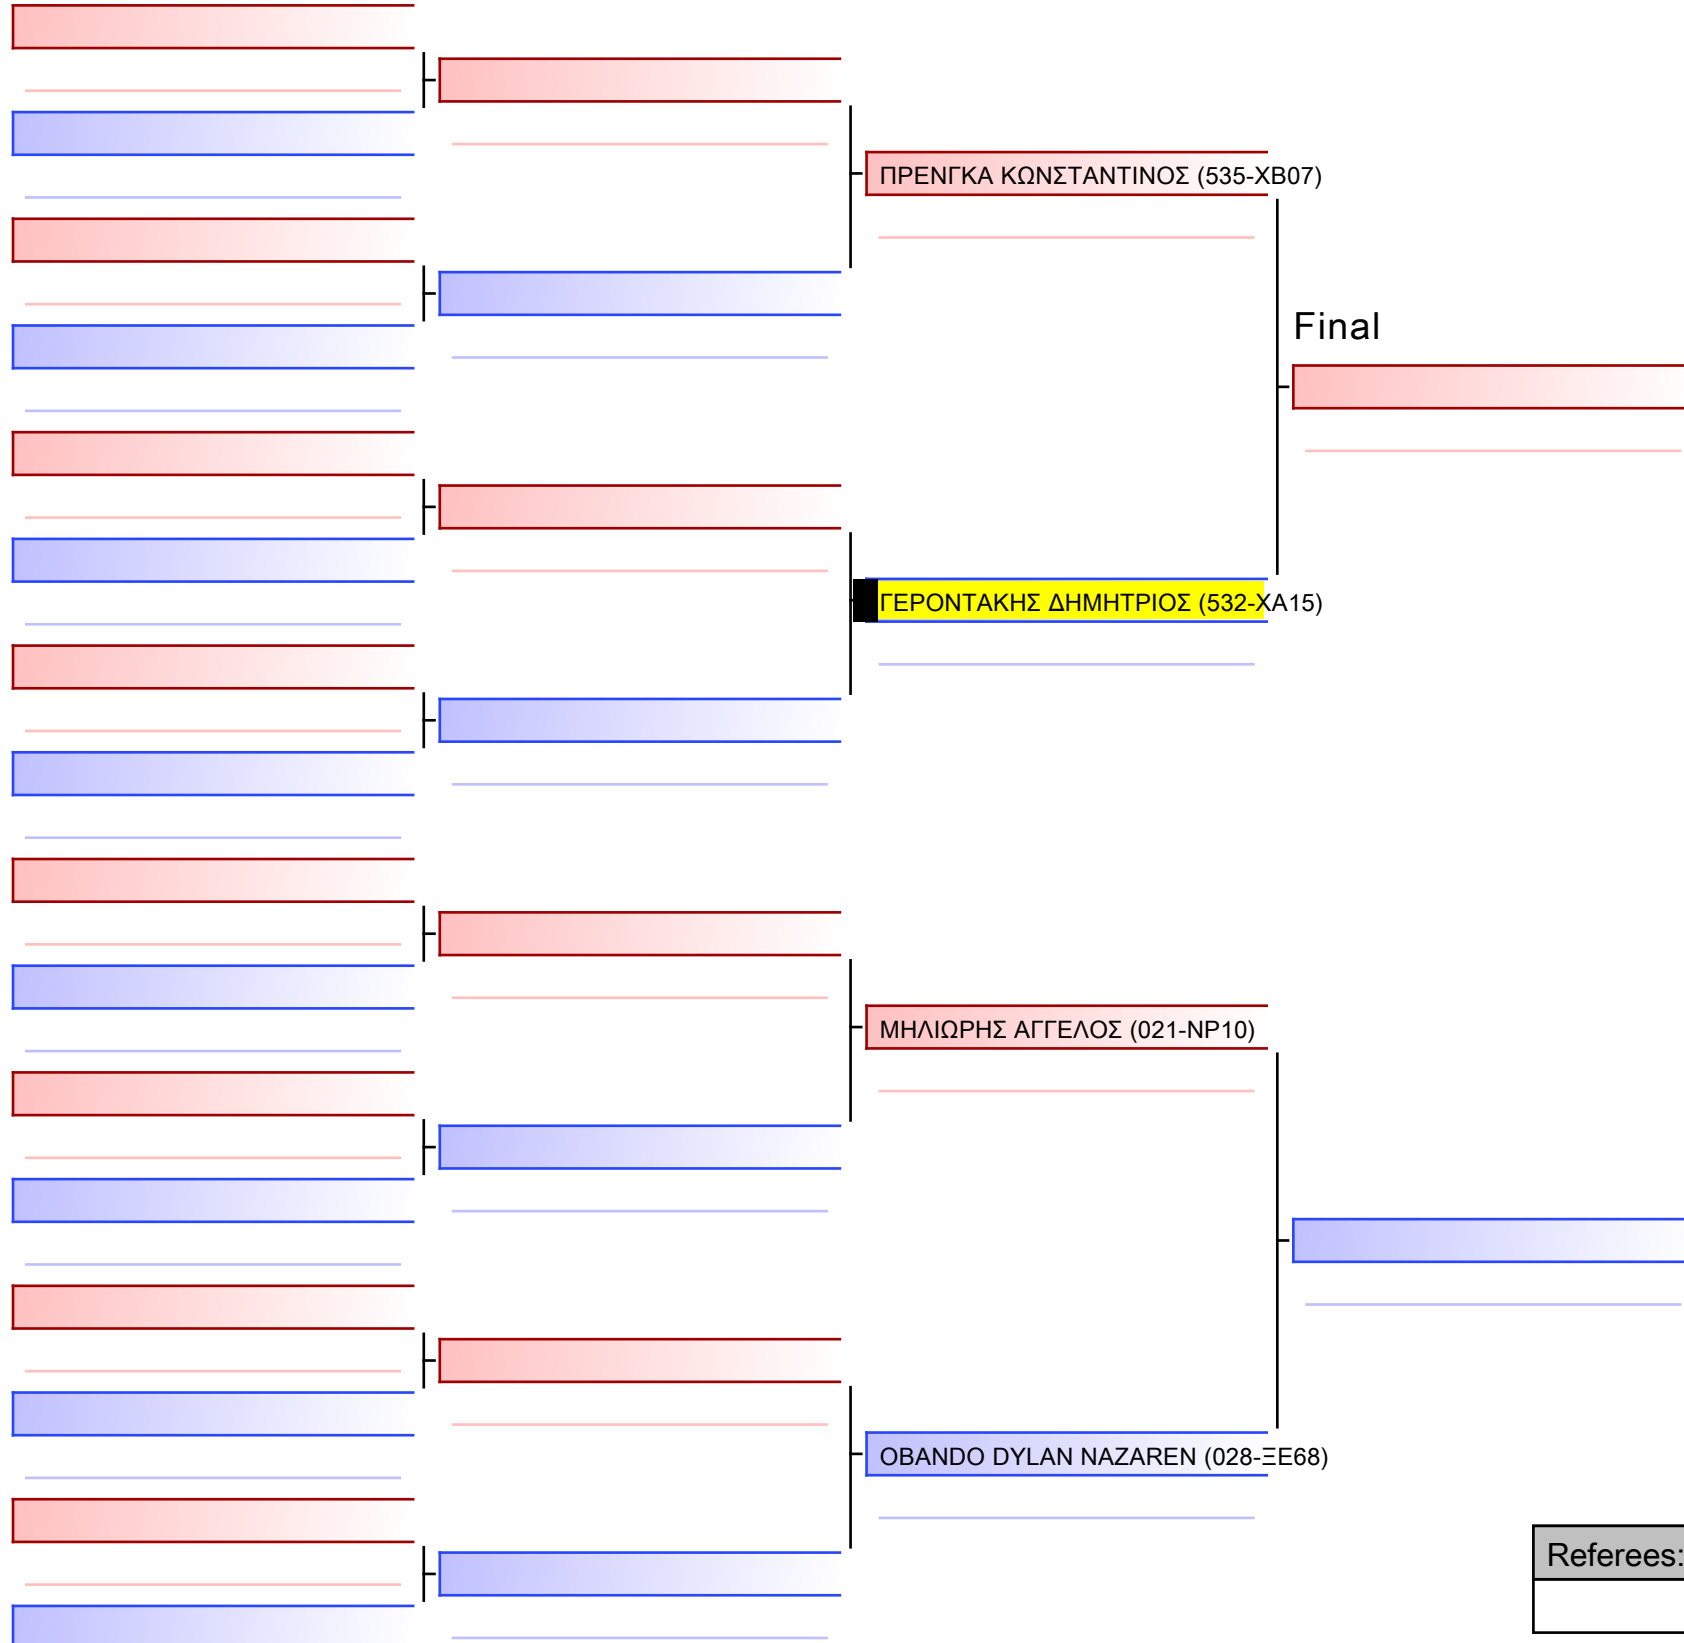 ΠΡΕΝΓΚΑ ΚΩΝΣΤΑΝΤΙΝΟΣ (535-ΧΒ07)
Final
ΓΕΡΟΝΤΑΚΗΣ ΔΗΜΗΤΡΙΟΣ (532-ΧΑ15)
ΜΗΛΙΩΡΗΣ ΑΓΓΕΛΟΣ (021-ΝΡ10)
OBANDO DYLAN NAZAREN (028-ΞΕ68)
Referees: